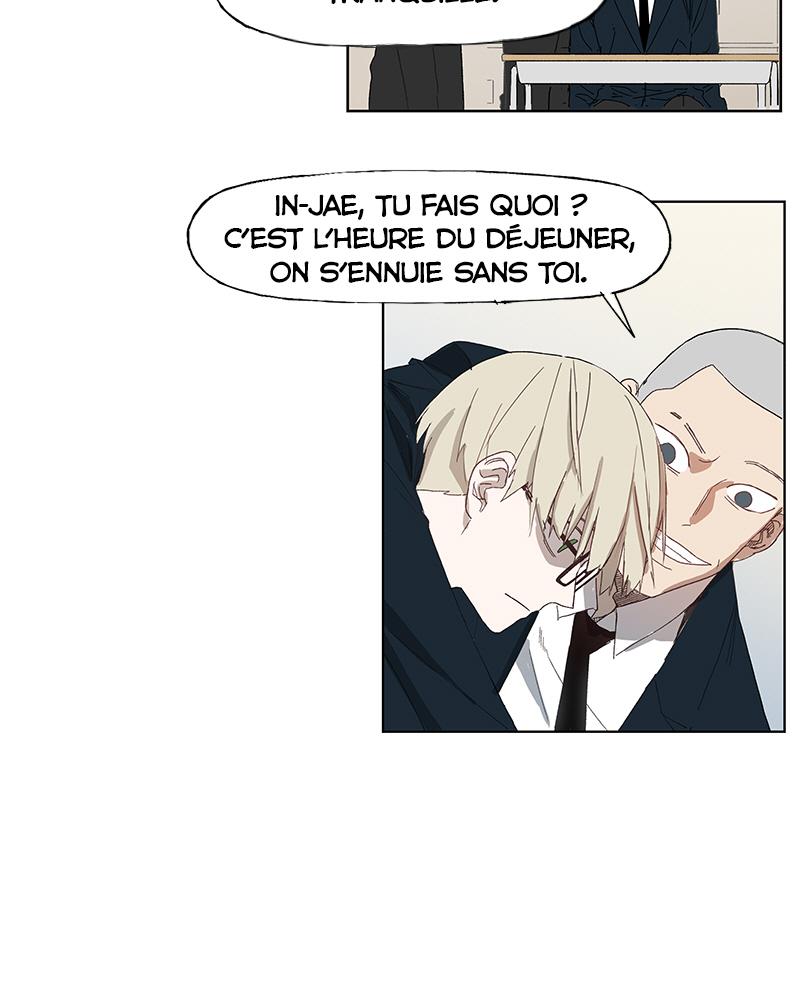 IN-JAE, TU FAIS QUOI ?
C'EST L'HEURE DU DÉJEUNER,
ON S'ENNUIE SANS TOI.